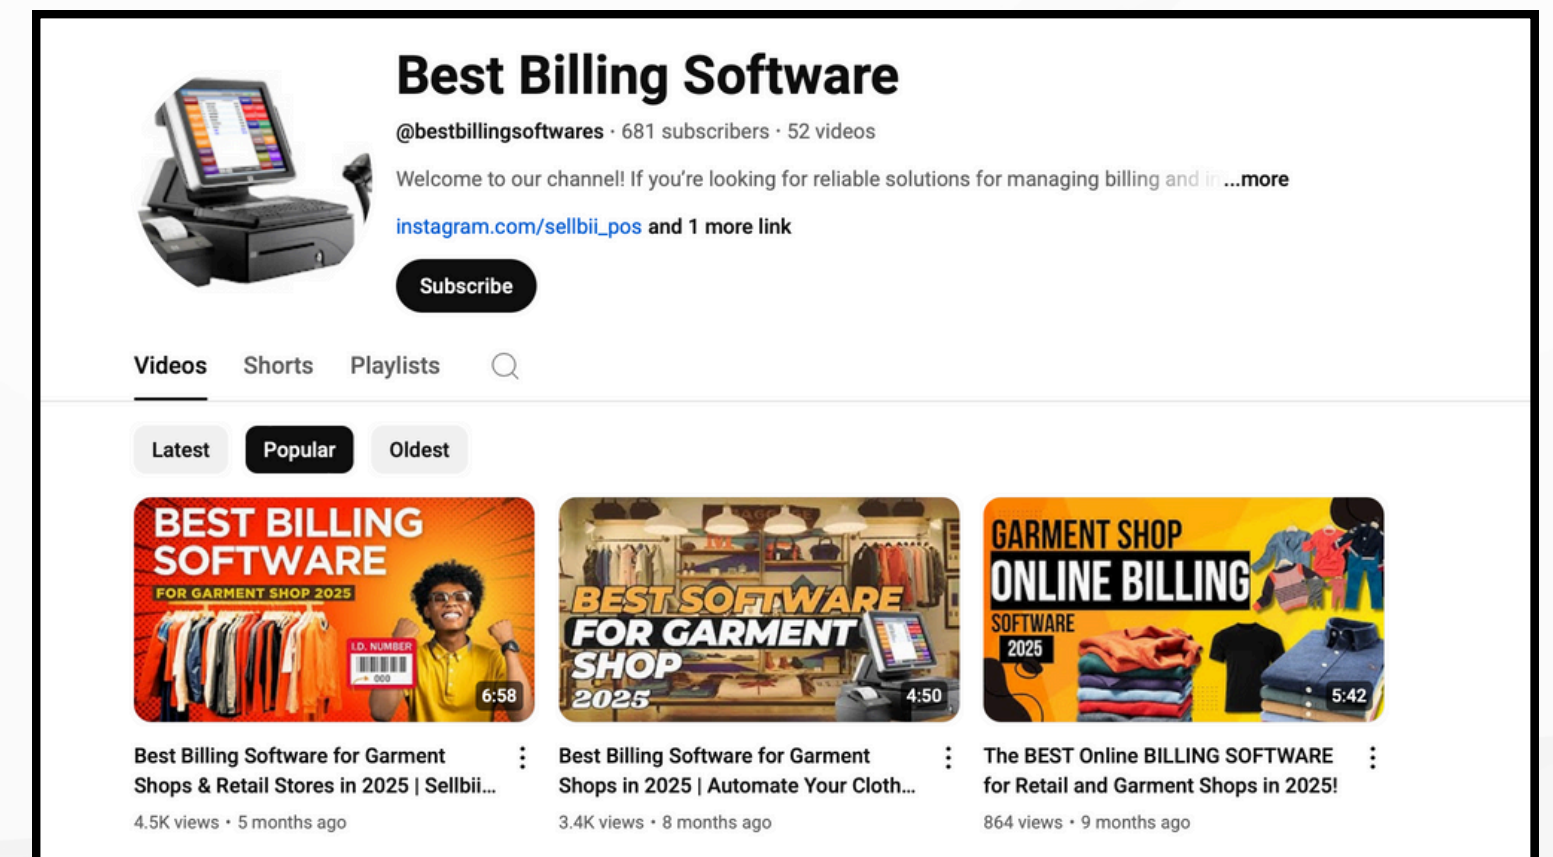 Best Billing Software
@bestbillingsoftwares · 681 subscribers · 52 videos
Welcome to our channel! If you're looking for reliable solutions for managing billing and in...more
instagram.com/sellbii_pos and 1 more link
Subscribe
Videos Shorts Playlists
Latest Popular Oldest
BEST BILLING
SOFTWARE
FOR GARMENT SHOP 2025
I.D. NUMBER
000
6:58
BEST SOFTWARE
FOR GARMENT
SHOP
2025
4:50
GARMENT SHOP
ONLINE BILLING
SOFTWARE
2025
5:42
Best Billing Software for Garment
Shops & Retail Stores in 2025 | Sellbii...
4.5K views • 5 months ago
Best Billing Software for Garment
Shops in 2025 | Automate Your Cloth...
3.4K views • 8 months ago
The BEST Online BILLING SOFTWARE
for Retail and Garment Shops in 2025!
864 views • 9 months ago